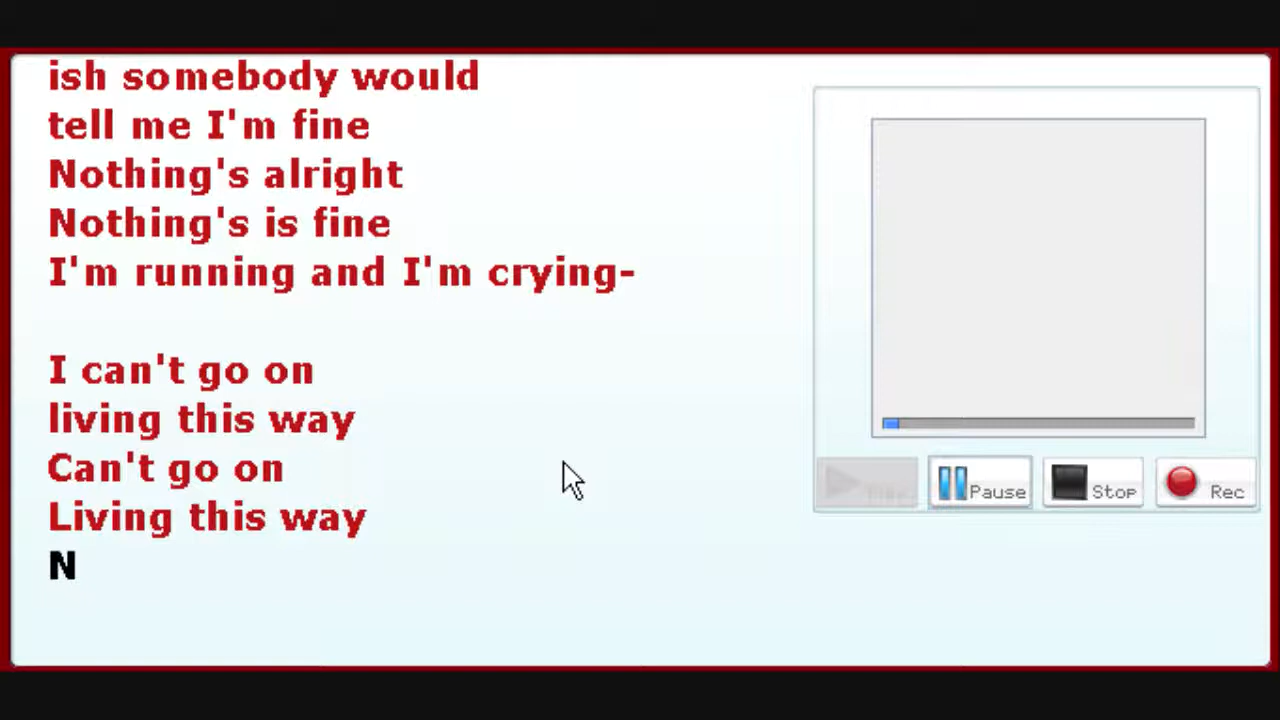 ish somebody would
tell me I'm fine
Nothing's alright
Nothing's is fine
I'm running and I'm crying-
I can't go on
living this way
Can't go on
Living this way
N
Pause
Stop
Rec